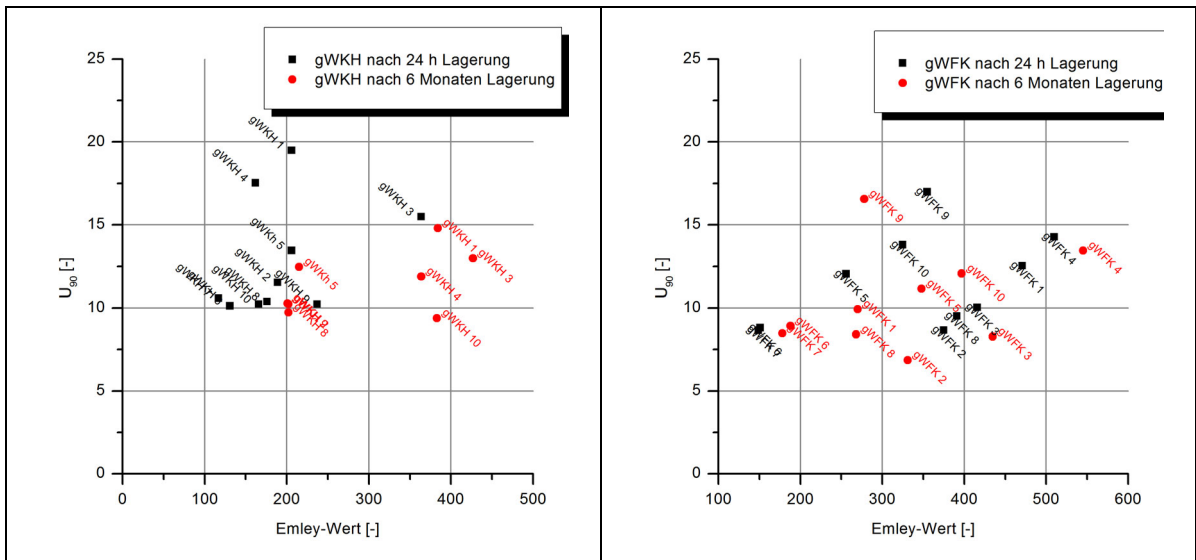 gWKH nach 24 h Lagerung
gWKH nach 6 Monaten Lagerung
25
20
15
10
5
0
U90 [-]
0 100 200 300 400 500
Emley-Wert [-]
gWKH 1
gWKH 4
gWKH 3
gWKh 5
gWKH 2
gWKH 9
gWKH 8
gWKH 1
gWKH 3
gWKh 5
gWKH 4
gWKH 10
gWKH 8
gWFK nach 24 h Lagerung
gWFK nach 6 Monaten Lagerung
25
20
15
10
5
0
U90 [-]
100 200 300 400 500 600
Emley-Wert [-]
gWFK 9
gWFK 9
gWFK 10
gWFK 4
gWFK 4
gWFK 1
gWFK 5
gWFK 10
gWFK 5
gWFK 1
gWFK 3
gWFK 8
gWFK 2
gWFK 3
gWFK 6
gWFK 7
gWFK 8
gWFK 2